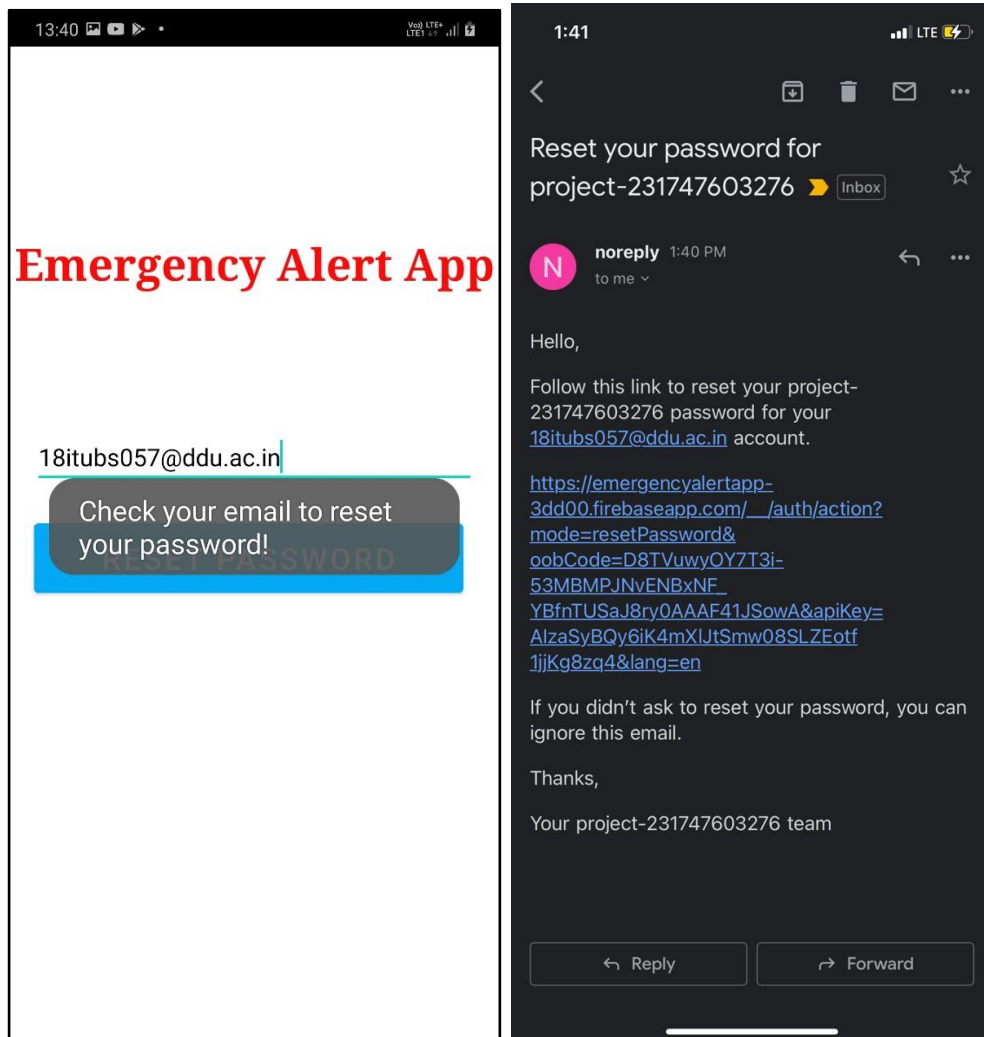 13:40
Vo)) LTE+
LTE1
Emergency Alert App
18itubs057@ddu.ac.in
Check your email to reset
your password!
RESET PASSWORD
1:41
LTE
Reset your password for
project-231747603276
Inbox
N
noreply 1:40 PM
to me
Hello,
Follow this link to reset your project-
231747603276 password for your
18itubs057@ddu.ac.in account.
https://emergencyalertapp-
3dd00.firebaseapp.com/__/auth/action?
mode=resetPassword&
oobCode=D8TVuwyOY7T3i-
53MBMPJNvENBxNF_
YBfnTUSaJ8ry0AAAF41JSowA&apiKey=
AIzaSyBQy6iK4mXlJtSmw08SLZEotf
1jjKg8zq4&lang=en
If you didn't ask to reset your password, you can
ignore this email.
Thanks,
Your project-231747603276 team
Reply
Forward